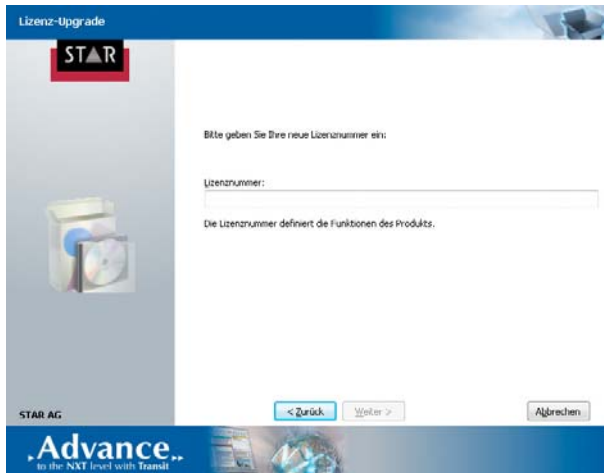 Lizenz-Upgrade
STAR
Bitte geben Sie Ihre neue Lizenznummer ein:
Lizenznummer:
Die Lizenznummer definiert die Funktionen des Produkts.
STAR AG
< Zurück
Weiter >
Abbrechen
Advance
to the NXT level with Transit